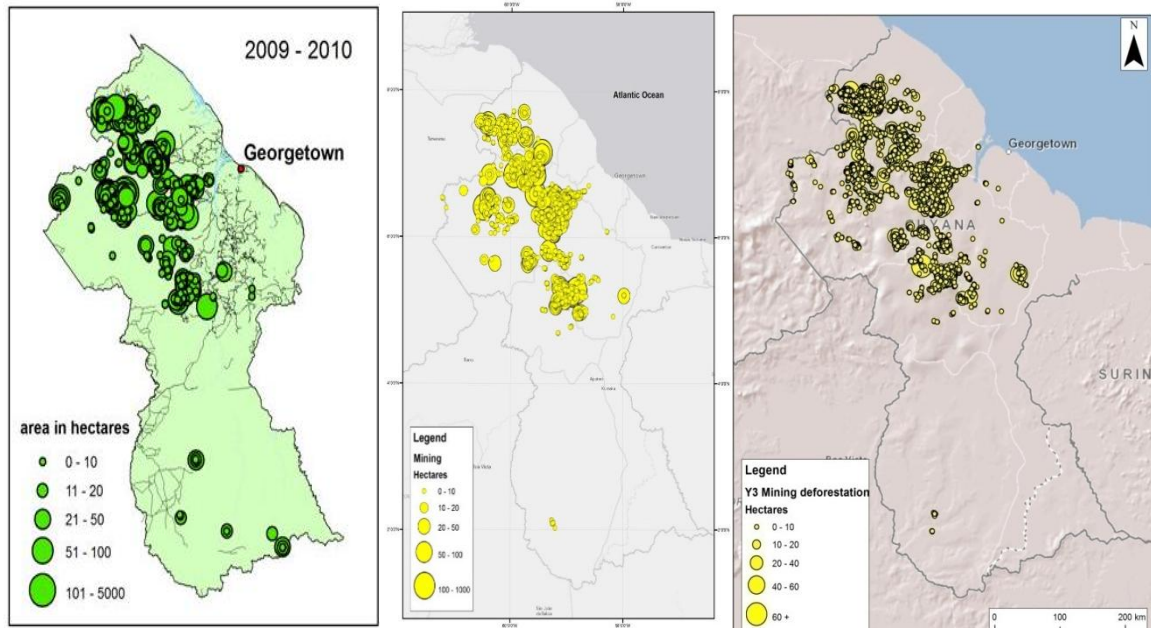 2009 - 2010
Georgetown
area in hectares
0 - 10
11 - 20
21 - 50
51 - 100
101 - 5000
Atlantic Ocean
Georgetown
Legend
Mining
Hectares
0 - 10
10 - 20
20 - 50
50 - 100
100 - 1000
N
Georgetown
GUYANA
SURIN
Legend
Y3 Mining deforestation
Hectares
0 - 10
10 - 20
20 - 40
40 - 60
60 +
0 100 200 km